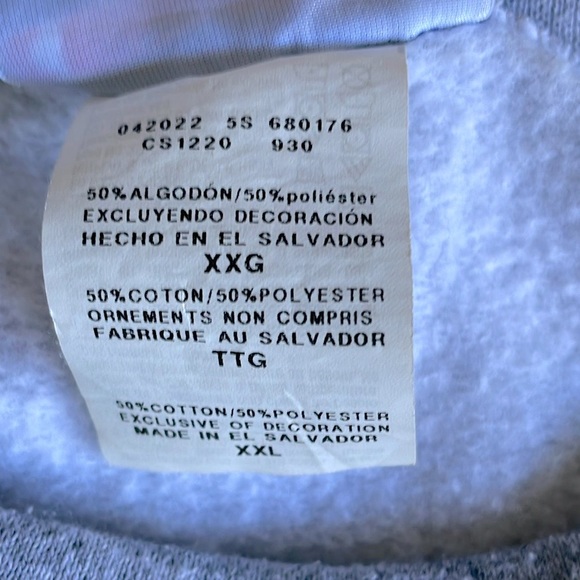 042022 5S 680176
CS1220 930
50%ALGODÓN/50%poliéster
EXCLUYENDO DECORACIÓN
HECHO EN EL SALVADOR
XXG
50%COTON/50%POLYESTER
ORNEMENTS NON COMPRIS
FABRIQUE AU SALVADOR
TTG
50%COTTON/50%POLYESTER
EXCLUSIVE OF DECORATION
MADE IN EL SALVADOR
XXL